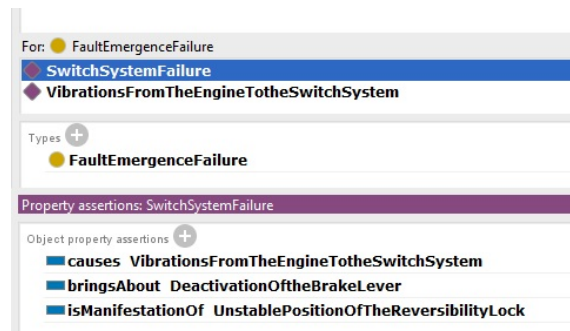 For: FaultEmergenceFailure
SwitchSystemFailure
VibrationsFromTheEngineTotheSwitchSystem
Types
FaultEmergenceFailure
Property assertions: SwitchSystemFailure
Object property assertions
causes VibrationsFromTheEngineTotheSwitchSystem
bringsAbout DeactivationOftheBrakeLever
isManifestationOf UnstablePositionOfTheReversibilityLock